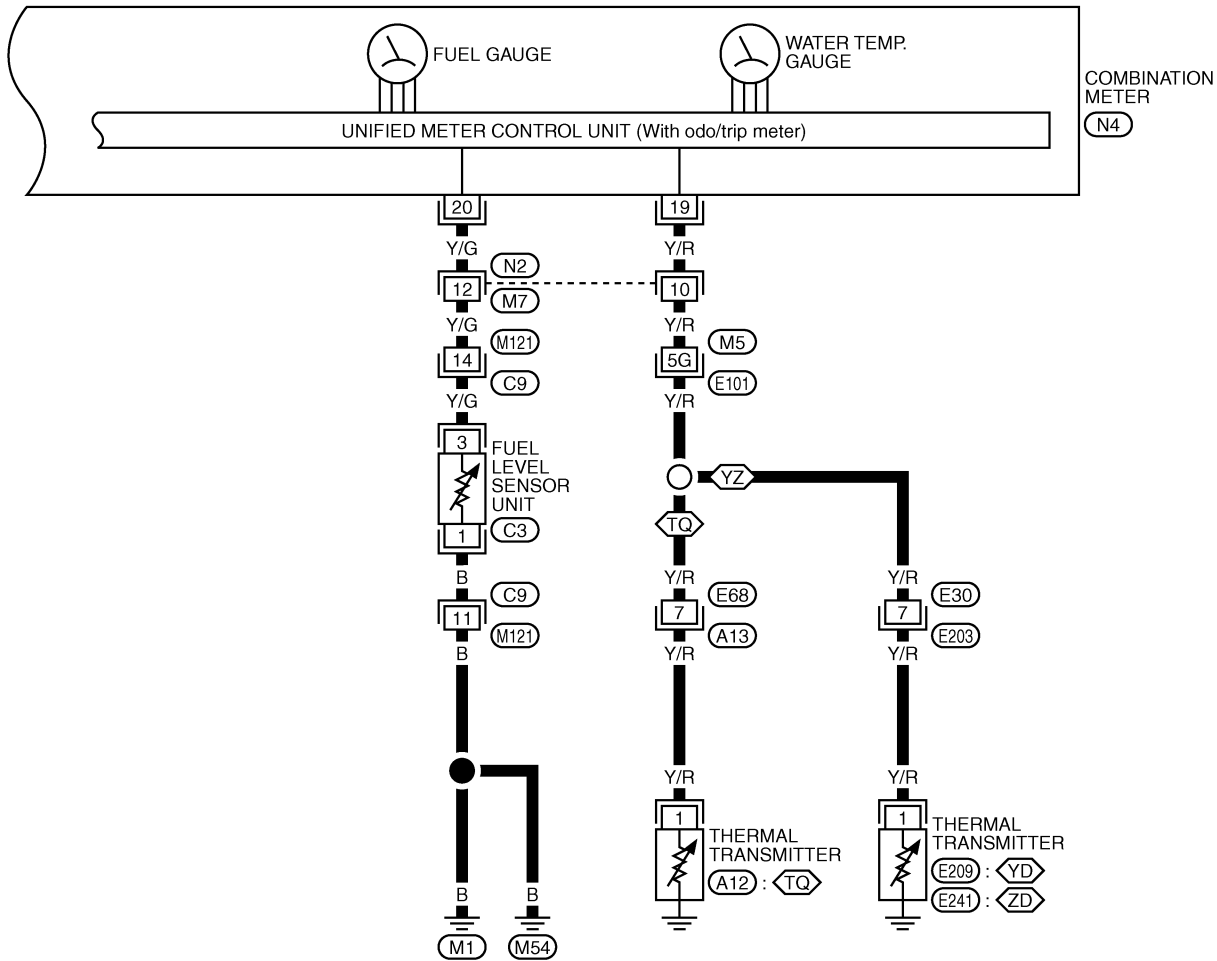 FUEL GAUGE
WATER TEMP.
GAUGE
COMBINATION
METER
N4
UNIFIED METER CONTROL UNIT (With odo/trip meter)
20
19
Y/G
Y/R
N2
12
10
M7
Y/G
Y/R
M121
M5
14
5G
C9
E101
Y/G
Y/R
3
FUEL
LEVEL
SENSOR
UNIT
YZ
TQ
1
C3
B
Y/R
Y/R
C9
E68
E30
11
7
7
M121
A13
E203
B
Y/R
Y/R
Y/R
Y/R
1
1
THERMAL
TRANSMITTER
A12 : TQ
THERMAL
TRANSMITTER
E209 : YD
E241 : ZD
B
B
M1
M54